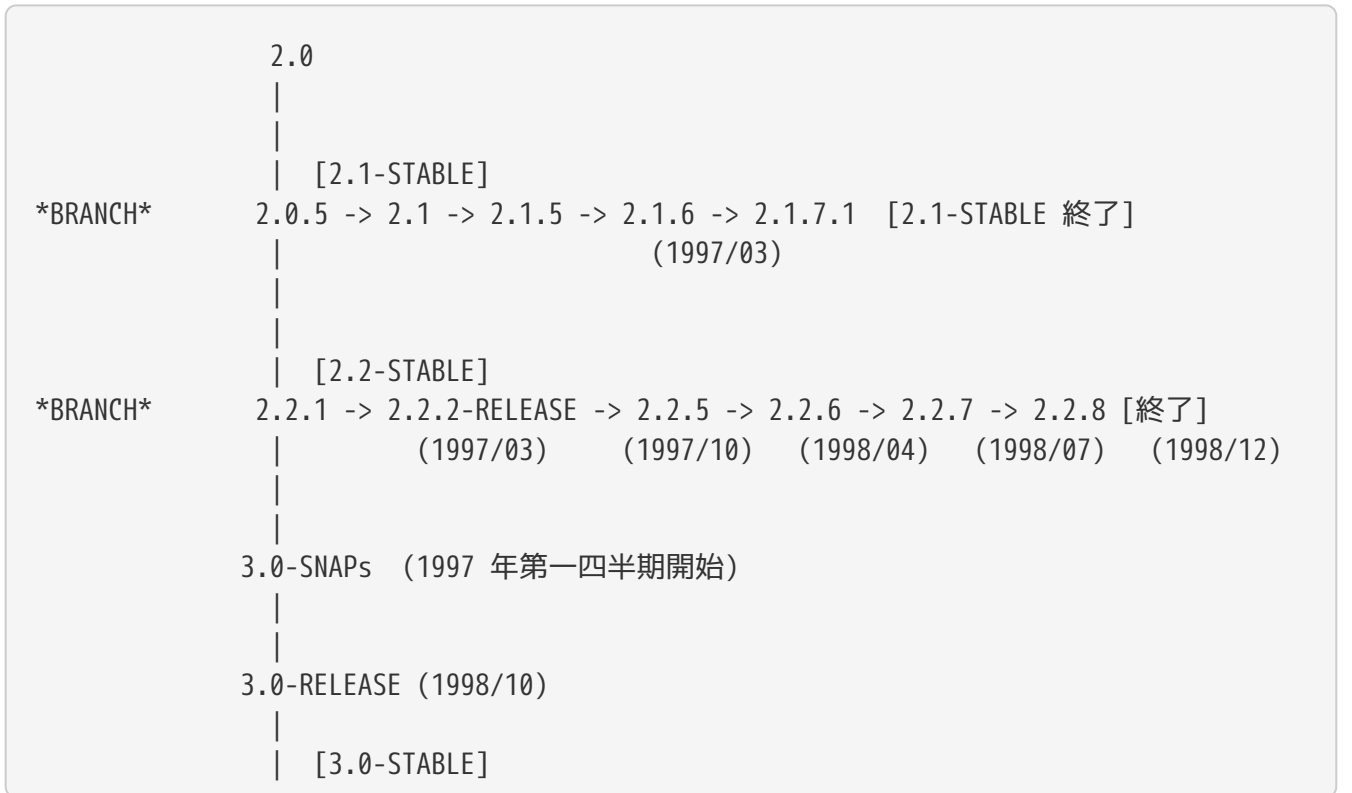 2.0
|
|
| [2.1-STABLE]
*BRANCH* 2.0.5 -> 2.1 -> 2.1.5 -> 2.1.6 -> 2.1.7.1 [2.1-STABLE 終了]
| (1997/03)
|
|
| [2.2-STABLE]
*BRANCH* 2.2.1 -> 2.2.2-RELEASE -> 2.2.5 -> 2.2.6 -> 2.2.7 -> 2.2.8 [終了]
| (1997/03) (1997/10) (1998/04) (1998/07) (1998/12)
|
|
3.0-SNAPs (1997 年第一四半期開始)
|
|
3.0-RELEASE (1998/10)
|
| [3.0-STABLE]